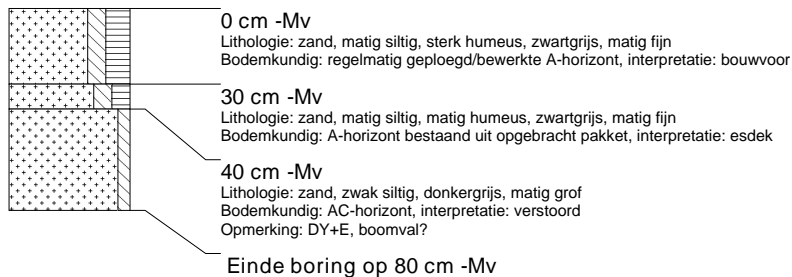 0 cm -Mv
Lithologie: zand, matig siltig, sterk humeus, zwartgrijs, matig fijn
Bodemkundig: regelmatig geploegd/bewerkte A-horizont, interpretatie: bouwvoor
30 cm -Mv
Lithologie: zand, matig siltig, matig humeus, zwartgrijs, matig fijn
Bodemkundig: A-horizont bestaand uit opgebracht pakket, interpretatie: esdek
40 cm -Mv
Lithologie: zand, zwak siltig, donkergrijs, matig grof
Bodemkundig: AC-horizont, interpretatie: verstoord
Opmerking: DY+E, boomval?
Einde boring op 80 cm -Mv